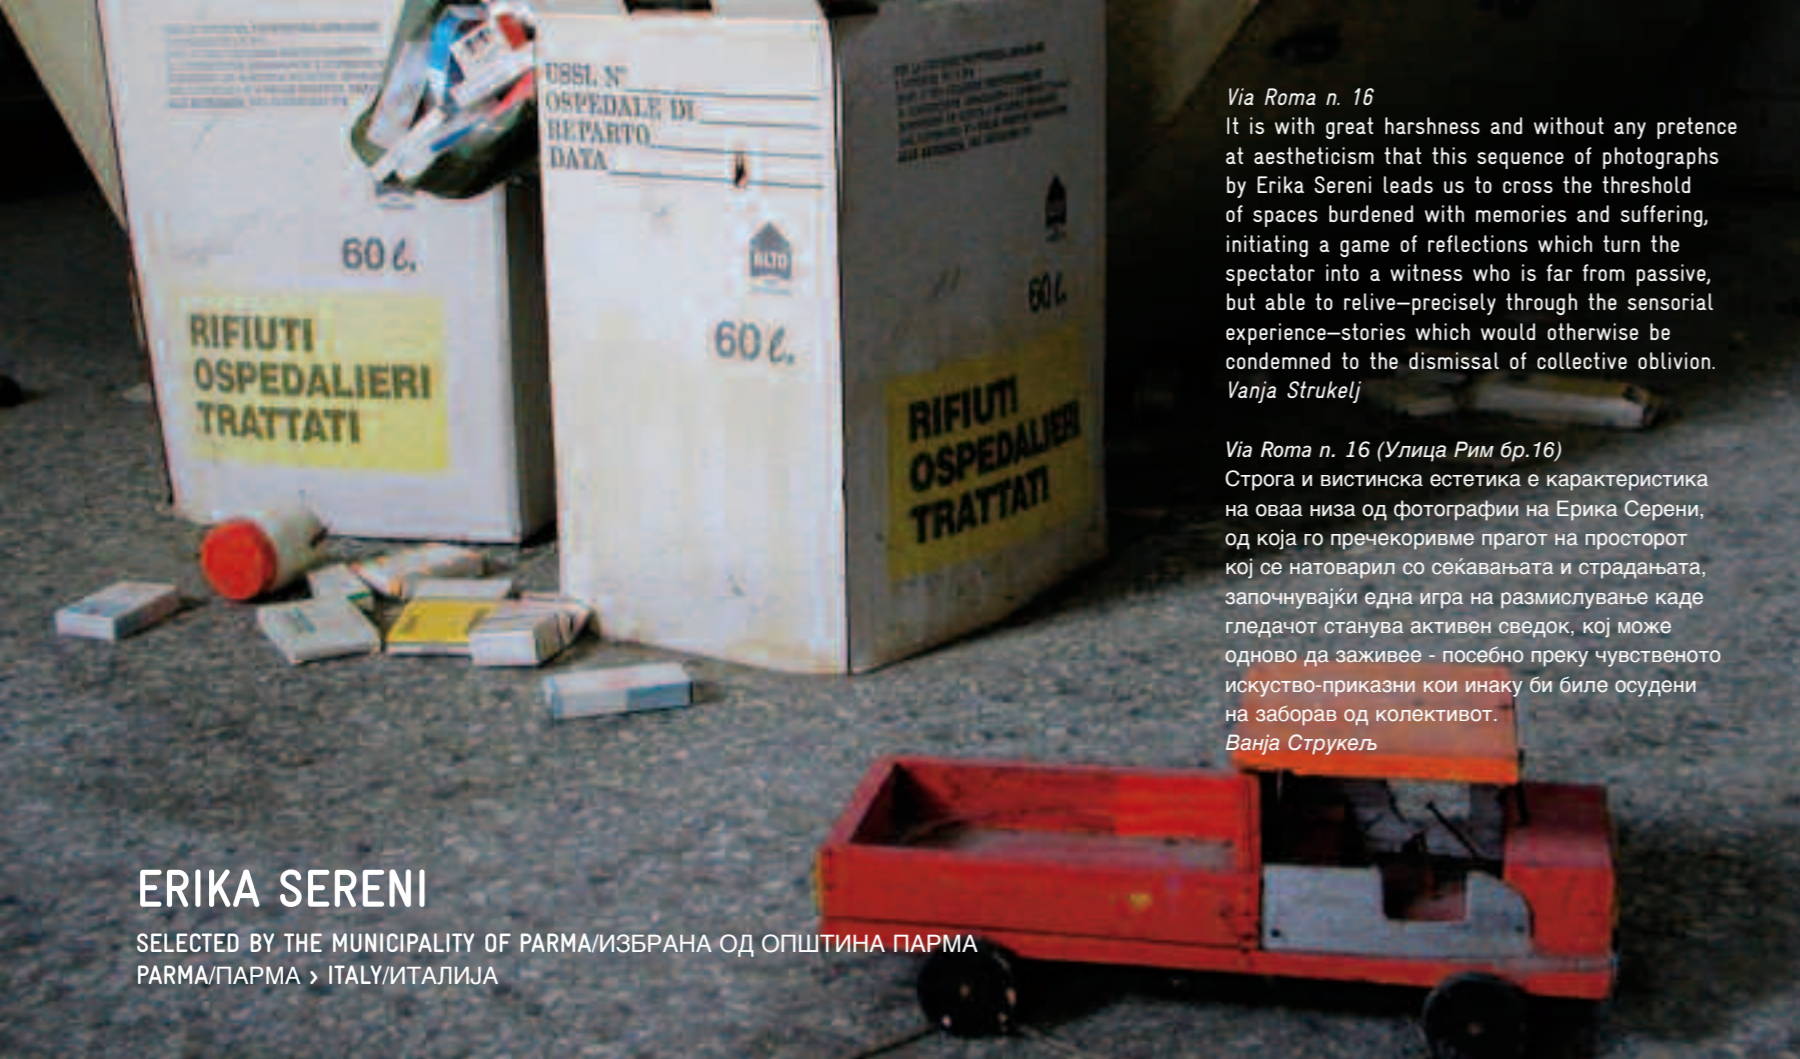 USSL N°
OSPEDALE DI
REPARTO
DATA
60 l.
ALTO
60 l.
60 l.
RIFIUTI
OSPEDALIERI
TRATTATI
RIFIUTI
OSPEDALIERI
TRATTATI
Via Roma n. 16
It is with great harshness and without any pretence
at aestheticism that this sequence of photographs
by Erika Sereni leads us to cross the threshold
of spaces burdened with memories and suffering,
initiating a game of reflections which turn the
spectator into a witness who is far from passive,
but able to relive—precisely through the sensorial
experience—stories which would otherwise be
condemned to the dismissal of collective oblivion.
Vanja Strukelj
Via Roma n. 16 (Улица Рим бр.16)
Строга и вистинска естетика е карактеристика
на оваа низа од фотографии на Ерика Серени,
од која го пречекоривме прагот на просторот
кој се натоварил со сеќавањата и страдањата,
започнувајќи една игра на размислување каде
гледачот станува активен сведок, кој може
одново да заживее - посебно преку чувственото
искуство-приказни кои инаку би биле осудени
на заборав од колективот.
Вања Струкељ
ERIKA SERENI
SELECTED BY THE MUNICIPALITY OF PARMA/ИЗБРАНА ОД ОПШТИНА ПАРМА
PARMA/ПАРМА › ITALY/ИТАЛИЈА